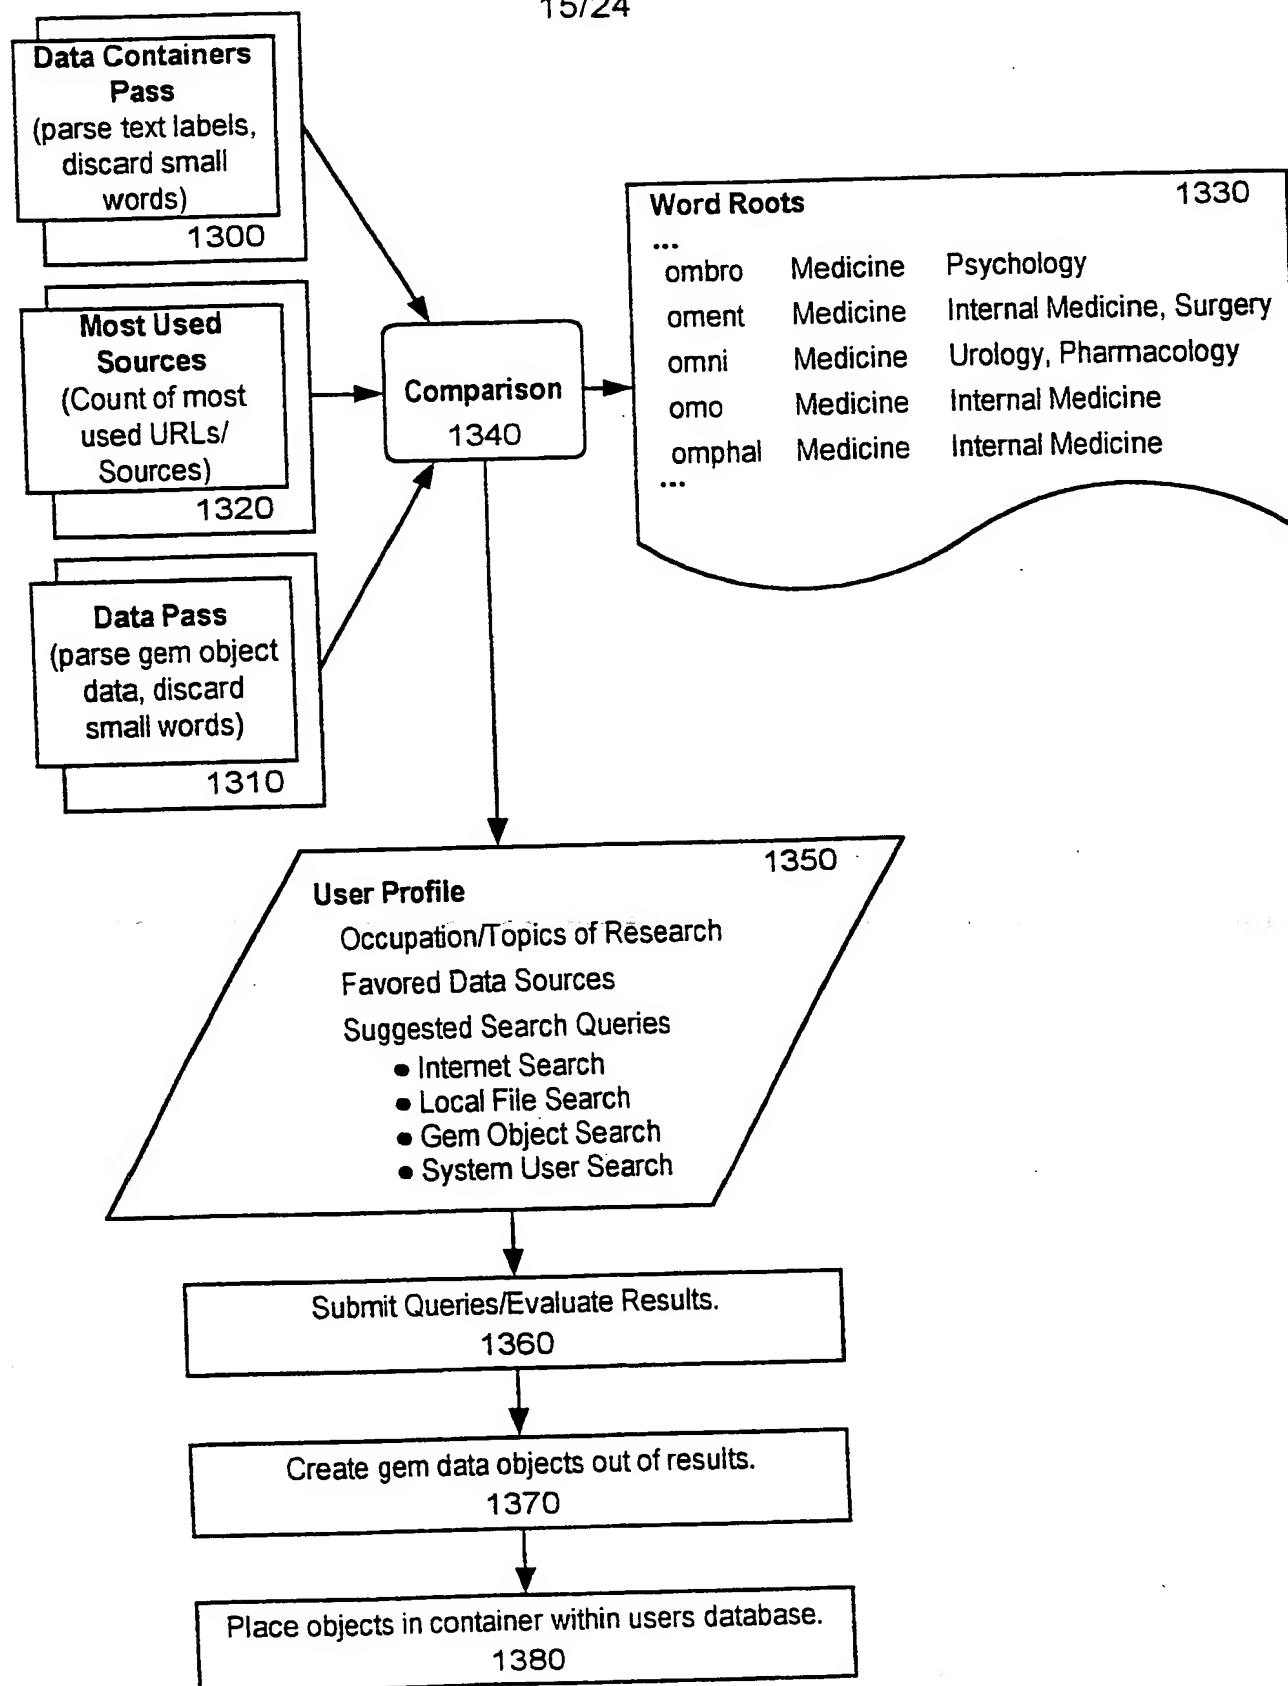 15/24
Data Containers
Pass
(parse text labels,
discard small
words)
1300
Most Used
Sources
(Count of most
used URLs/
Sources)
1320
Data Pass
(parse gem object
data, discard
small words)
1310
Comparison
1340
Word Roots 1330
...
ombro Medicine Psychology
oment Medicine Internal Medicine, Surgery
omni Medicine Urology, Pharmacology
omo Medicine Internal Medicine
omphal Medicine Internal Medicine
...
1350
User Profile
Occupation/Topics of Research
Favored Data Sources
Suggested Search Queries
• Internet Search
• Local File Search
• Gem Object Search
• System User Search
Submit Queries/Evaluate Results.
1360
Create gem data objects out of results.
1370
Place objects in container within users database.
1380